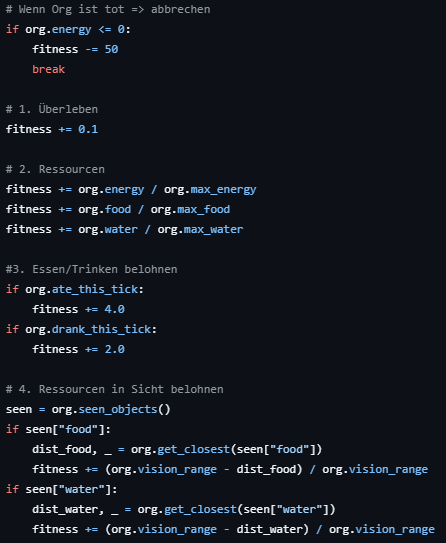 # Wenn Org ist tot => abbrechen
if org.energy <= 0:
    fitness -= 50
    break

# 1. Überleben
fitness += 0.1

# 2. Ressourcen
fitness += org.energy / org.max_energy
fitness += org.food / org.max_food
fitness += org.water / org.max_water

#3. Essen/Trinken belohnen
if org.ate_this_tick:
    fitness += 4.0
if org.drank_this_tick:
    fitness += 2.0

# 4. Ressourcen in Sicht belohnen
seen = org.seen_objects()
if seen["food"]:
    dist_food, _ = org.get_closest(seen["food"])
    fitness += (org.vision_range - dist_food) / org.vision_range
if seen["water"]:
    dist_water, _ = org.get_closest(seen["water"])
    fitness += (org.vision_range - dist_water) / org.vision_range